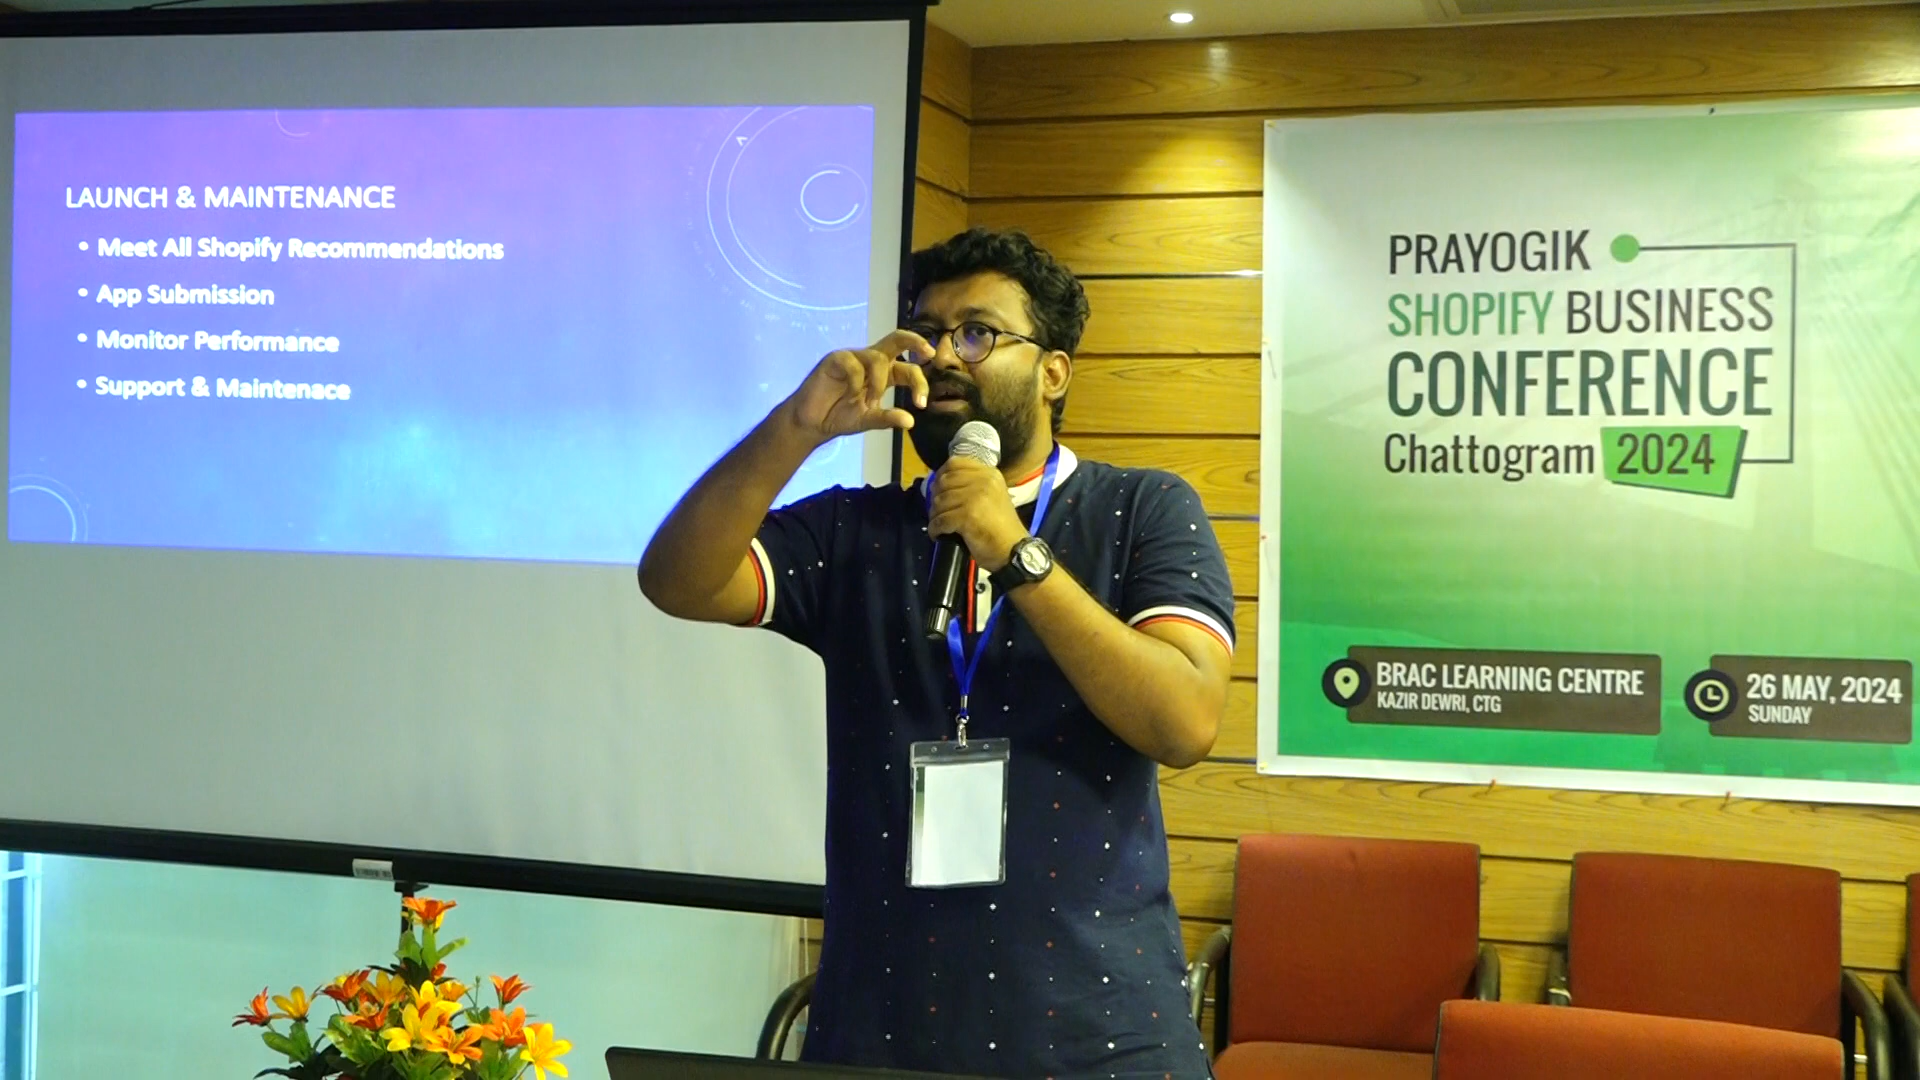 LAUNCH & MAINTENANCE
• Meet All Shopify Recommendations
• App Submission
• Monitor Performance
• Support & Maintenace
PRAYOGIK
SHOPIFY BUSINESS
CONFERENCE
Chattogram 2024
BRAC LEARNING CENTRE
KAZIR DEWRI, CTG
26 MAY, 2024
SUNDAY